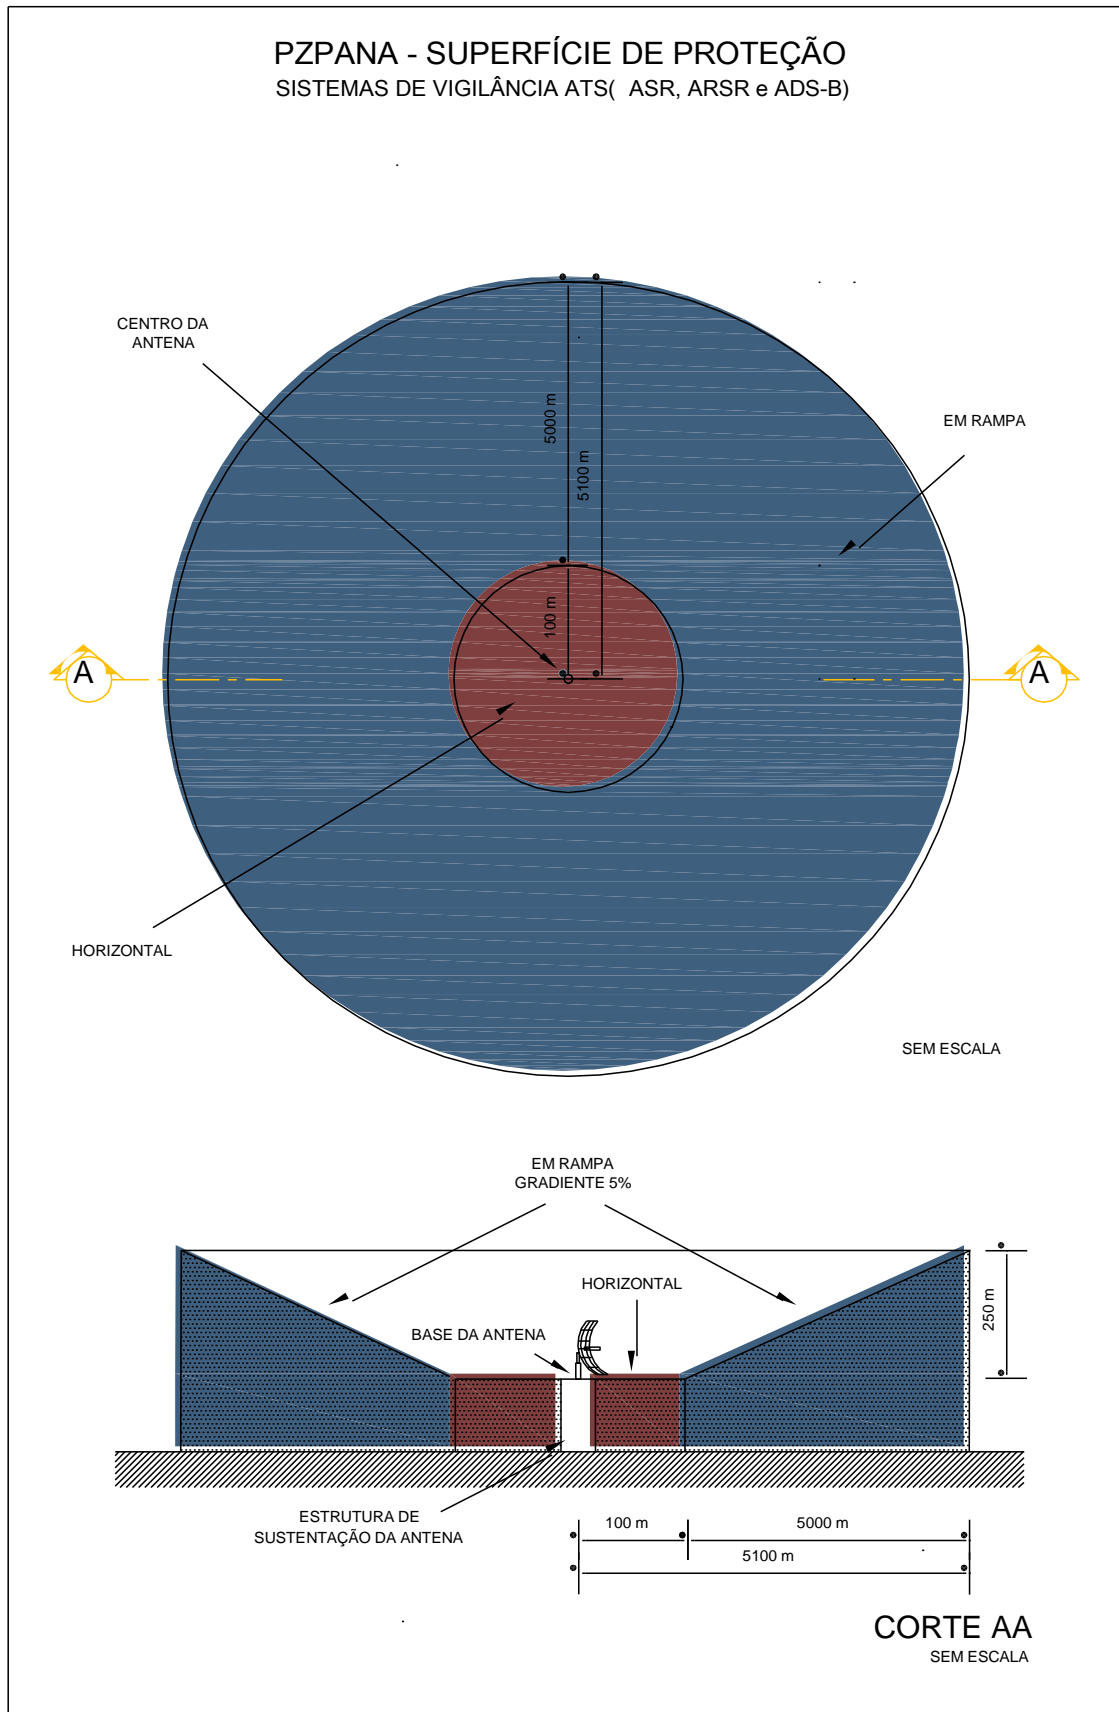 PZPANA - SUPERFÍCIE DE PROTEÇÃO
SISTEMAS DE VIGILÂNCIA ATS( ASR, ARSR e ADS-B)
CENTRO DA
ANTENA
5000 m
5100 m
EM RAMPA
100 m
A
A
HORIZONTAL
SEM ESCALA
EM RAMPA
GRADIENTE 5%
HORIZONTAL
BASE DA ANTENA
250 m
ESTRUTURA DE
SUSTENTAÇÃO DA ANTENA
100 m
5000 m
5100 m
CORTE AA
SEM ESCALA